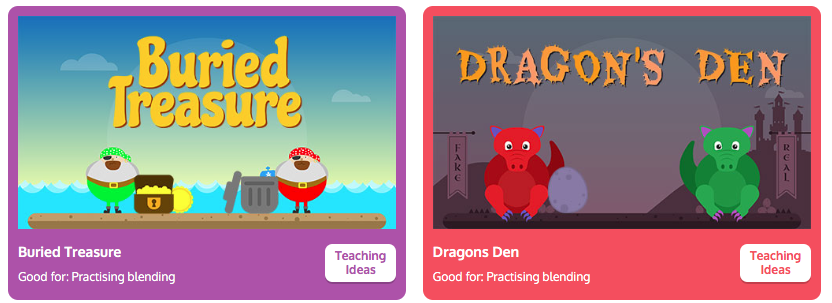 Buried
Treasure
Buried Treasure
Good for: Practising blending
Teaching
Ideas
DRAGON'S DEN
FAKE
REAL
Dragons Den
Good for: Practising blending
Teaching
Ideas